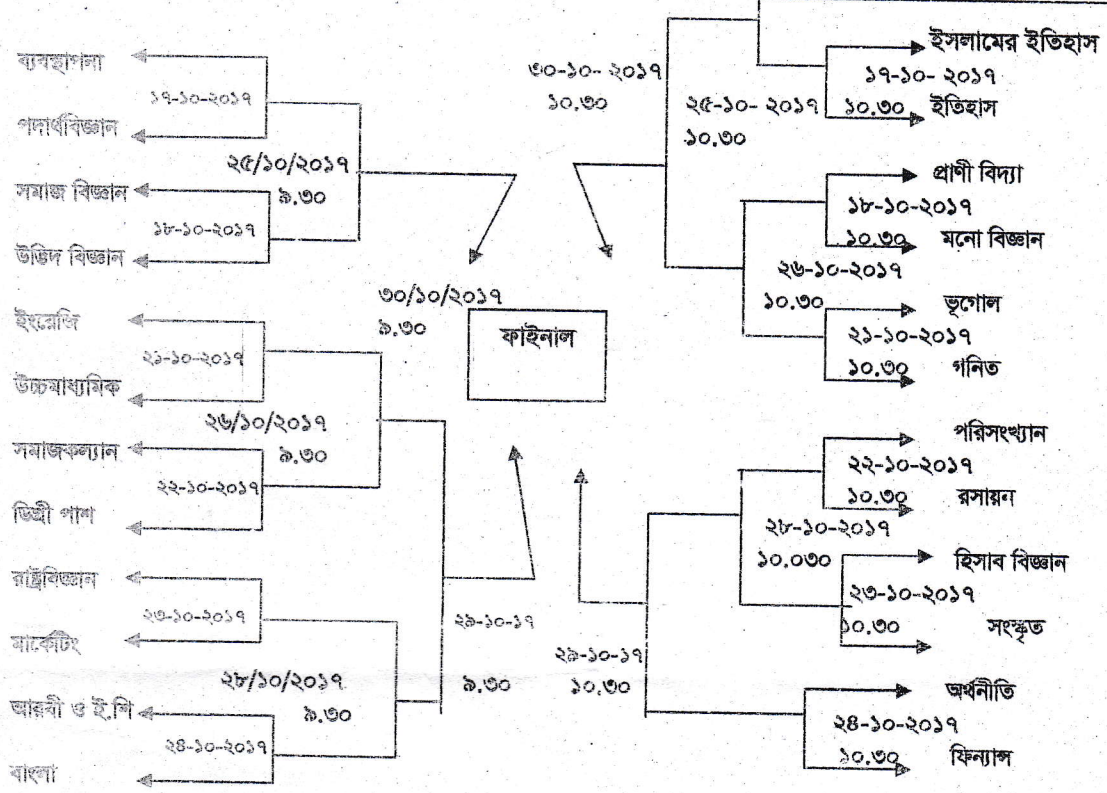 ব্যবস্থাপনা
১৭-১০-২০১৭
পদার্থবিজ্ঞান
২৫/১০/২০১৭
৯.৩০
সমাজ বিজ্ঞান
১৮-১০-২০১৭
উদ্ভিদ বিজ্ঞান
ইংরেজি
২১-১০-২০১৭
উচ্চমাধ্যমিক
২৬/১০/২০১৭
৯.৩০
সমাজকল্যান
২২-১০-২০১৭
ডিগ্রী পাশ
রাষ্ট্রবিজ্ঞান
২৩-১০-২০১৭
মার্কেটিং
২৮/১০/২০১৭
৯.৩০
আরবী ও ই.শি
২৪-১০-২০১৭
বাংলা
৩০/১০/২০১৭
৯.৩০
২৯-১০-১৭
৯.৩০
ফাইনাল
৩০-১০- ২০১৭
১০.৩০
২৫-১০- ২০১৭
১০.৩০
ইসলামের ইতিহাস
১৭-১০- ২০১৭
১০.৩০ ইতিহাস
প্রাণী বিদ্যা
১৮-১০-২০১৭
১০.৩০ মনো বিজ্ঞান
২৬-১০-২০১৭
১০.৩০
ভূগোল
২১-১০-২০১৭
১০.৩০ গনিত
পরিসংখ্যান
২২-১০-২০১৭
১০.৩০ রসায়ন
২৮-১০-২০১৭
১০.০৩০
হিসাব বিজ্ঞান
২৩-১০-২০১৭
১০.৩০ সংস্কৃত
২৯-১০-১৭
১০.৩০
অর্থনীতি
২৪-১০-২০১৭
১০.৩০ ফিন্যান্স